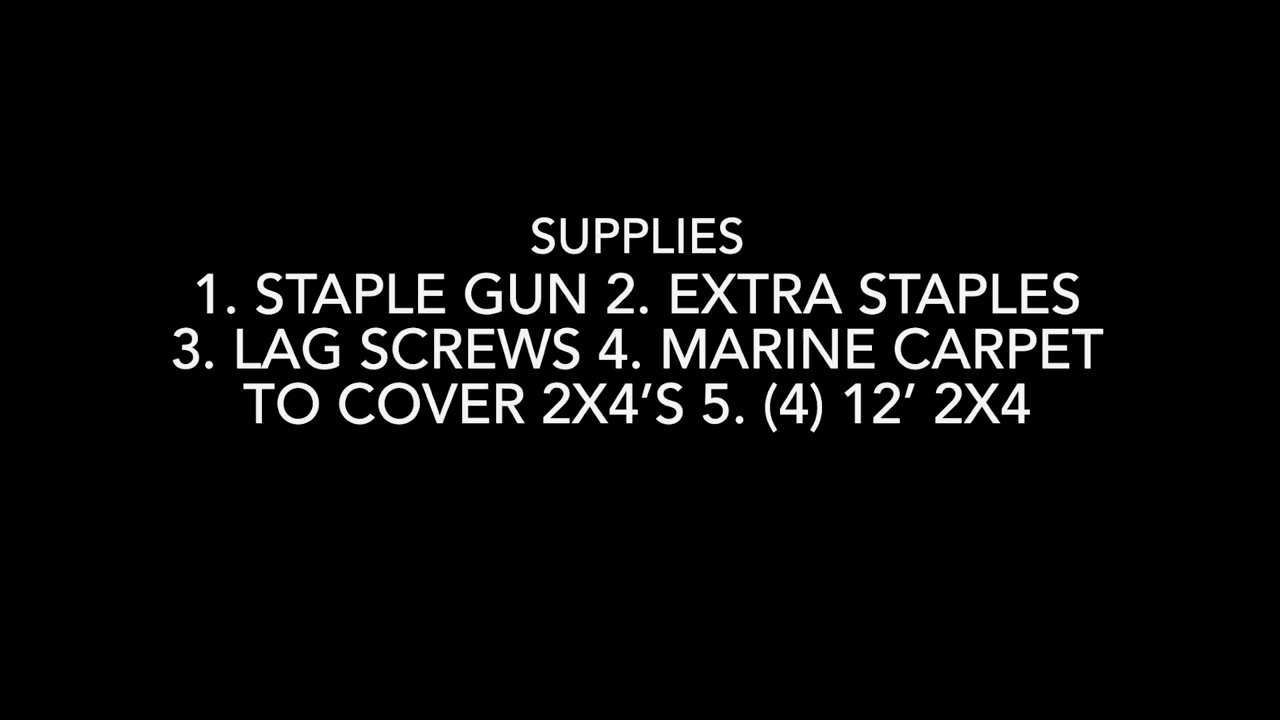 SUPPLIES
1. STAPLE GUN 2. EXTRA STAPLES
3. LAG SCREWS 4. MARINE CARPET
TO COVER 2X4’S 5. (4) 12’ 2X4